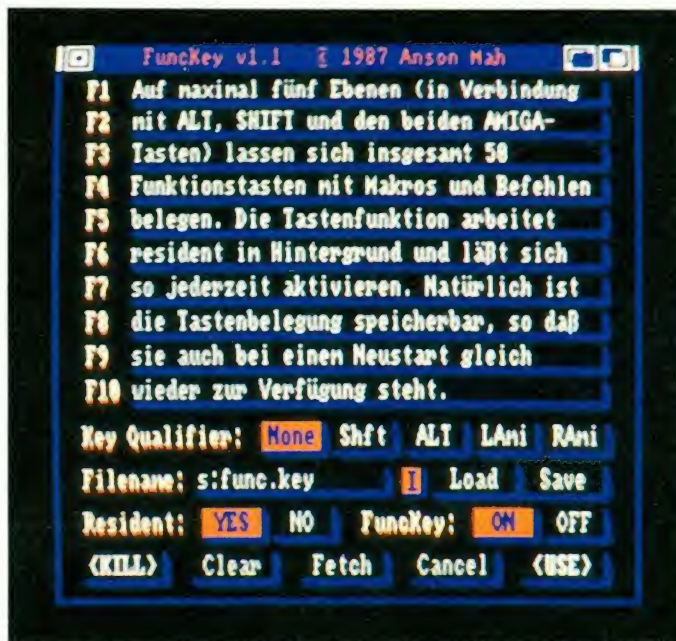 FuncKey v1.1 © 1987 Anson Mah
F1 Auf maximal fünf Ebenen (in Verbindung
F2 mit ALT, SHIFT und den beiden AMIGA-
F3 Tasten) lassen sich insgesamt 50
F4 Funktionstasten mit Makros und Befehlen
F5 belegen. Die Tastenfunktion arbeitet
F6 resident im Hintergrund und läßt sich
F7 so jederzeit aktivieren. Natürlich ist
F8 die Tastenbelegung speicherbar, so daß
F9 sie auch bei einem Neustart gleich
F10 wieder zur Verfügung steht.
Key Qualifier: None Shft ALT LAmi RAmi
Filename: s:func.key I Load Save
Resident: YES NO FuncKey: ON OFF
<KILL> Clear Fetch Cancel <USE>